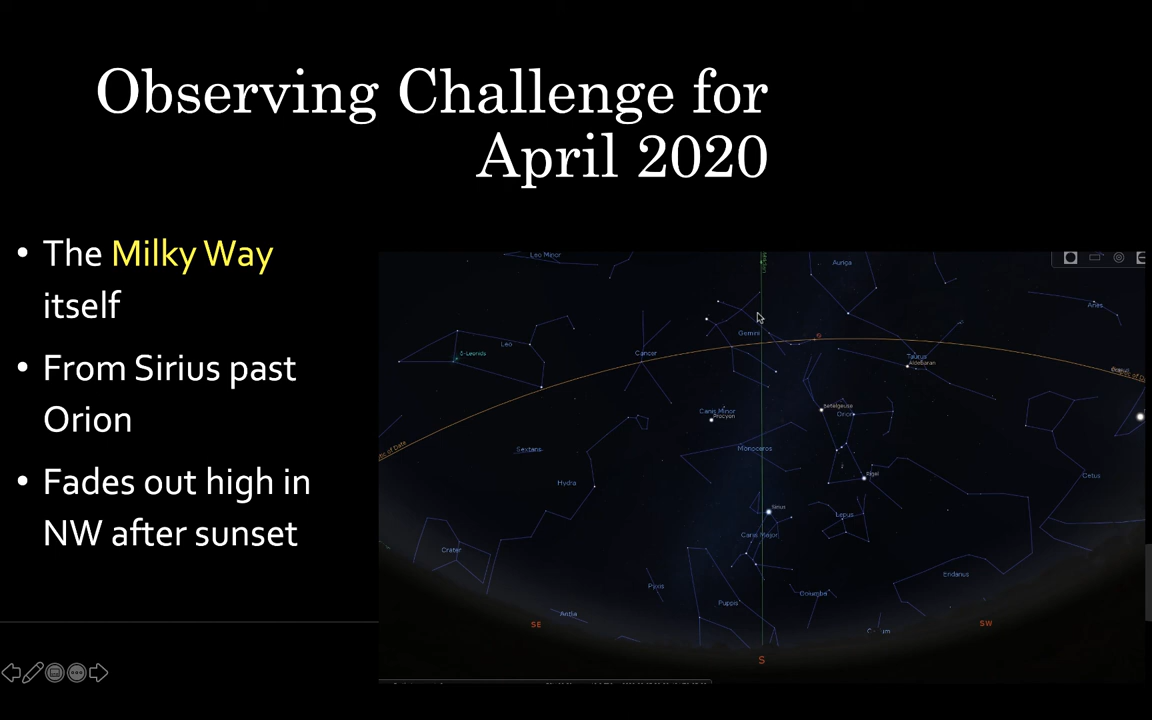 Observing Challenge for
April 2020
• The Milky Way
itself
• From Sirius past
Orion
• Fades out high in
NW after sunset
Leo Minor
Auriga
Aries
Gemini
Leo
δ-Leonids
Cancer
Taurus
Aldebaran
Canis Minor
Procyon
Betelgeuse
Orion
Sextans
Monoceros
Hydra
Rigel
Cetus
Sirius
Lepus
Canis Major
Crater
Eridanus
Pyxis
Columba
Puppis
Antlia
SE
SW
S